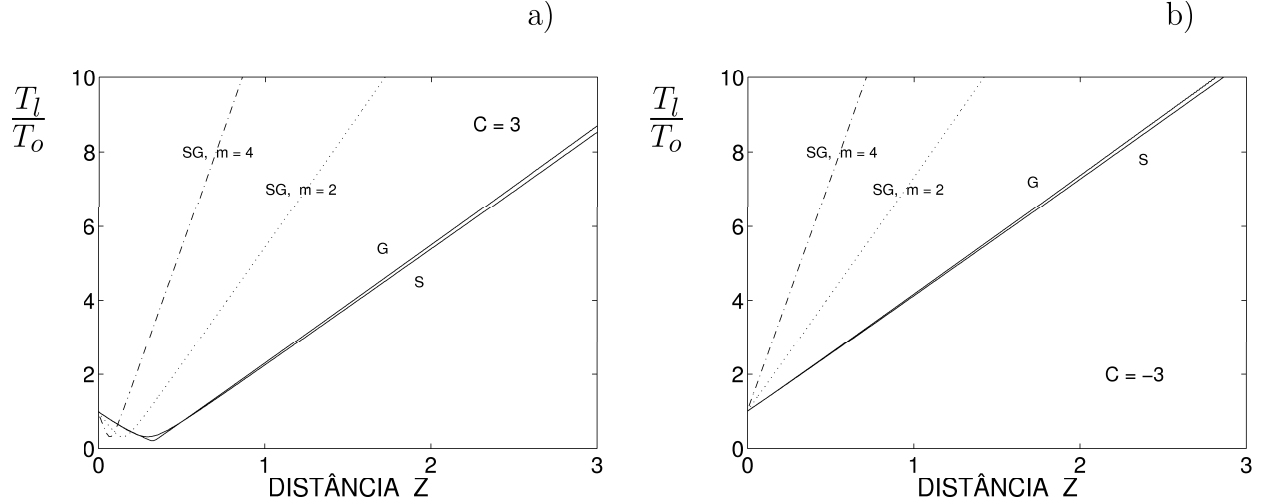 a)
T_l
T_o
10
8
6
4
2
0
C = 3
SG, m = 4
SG, m = 2
G
S
0 1 2 3
DISTÂNCIA Z
b)
T_l
T_o
10
8
6
4
2
0
SG, m = 4
SG, m = 2
G
S
C = −3
0 1 2 3
DISTÂNCIA Z